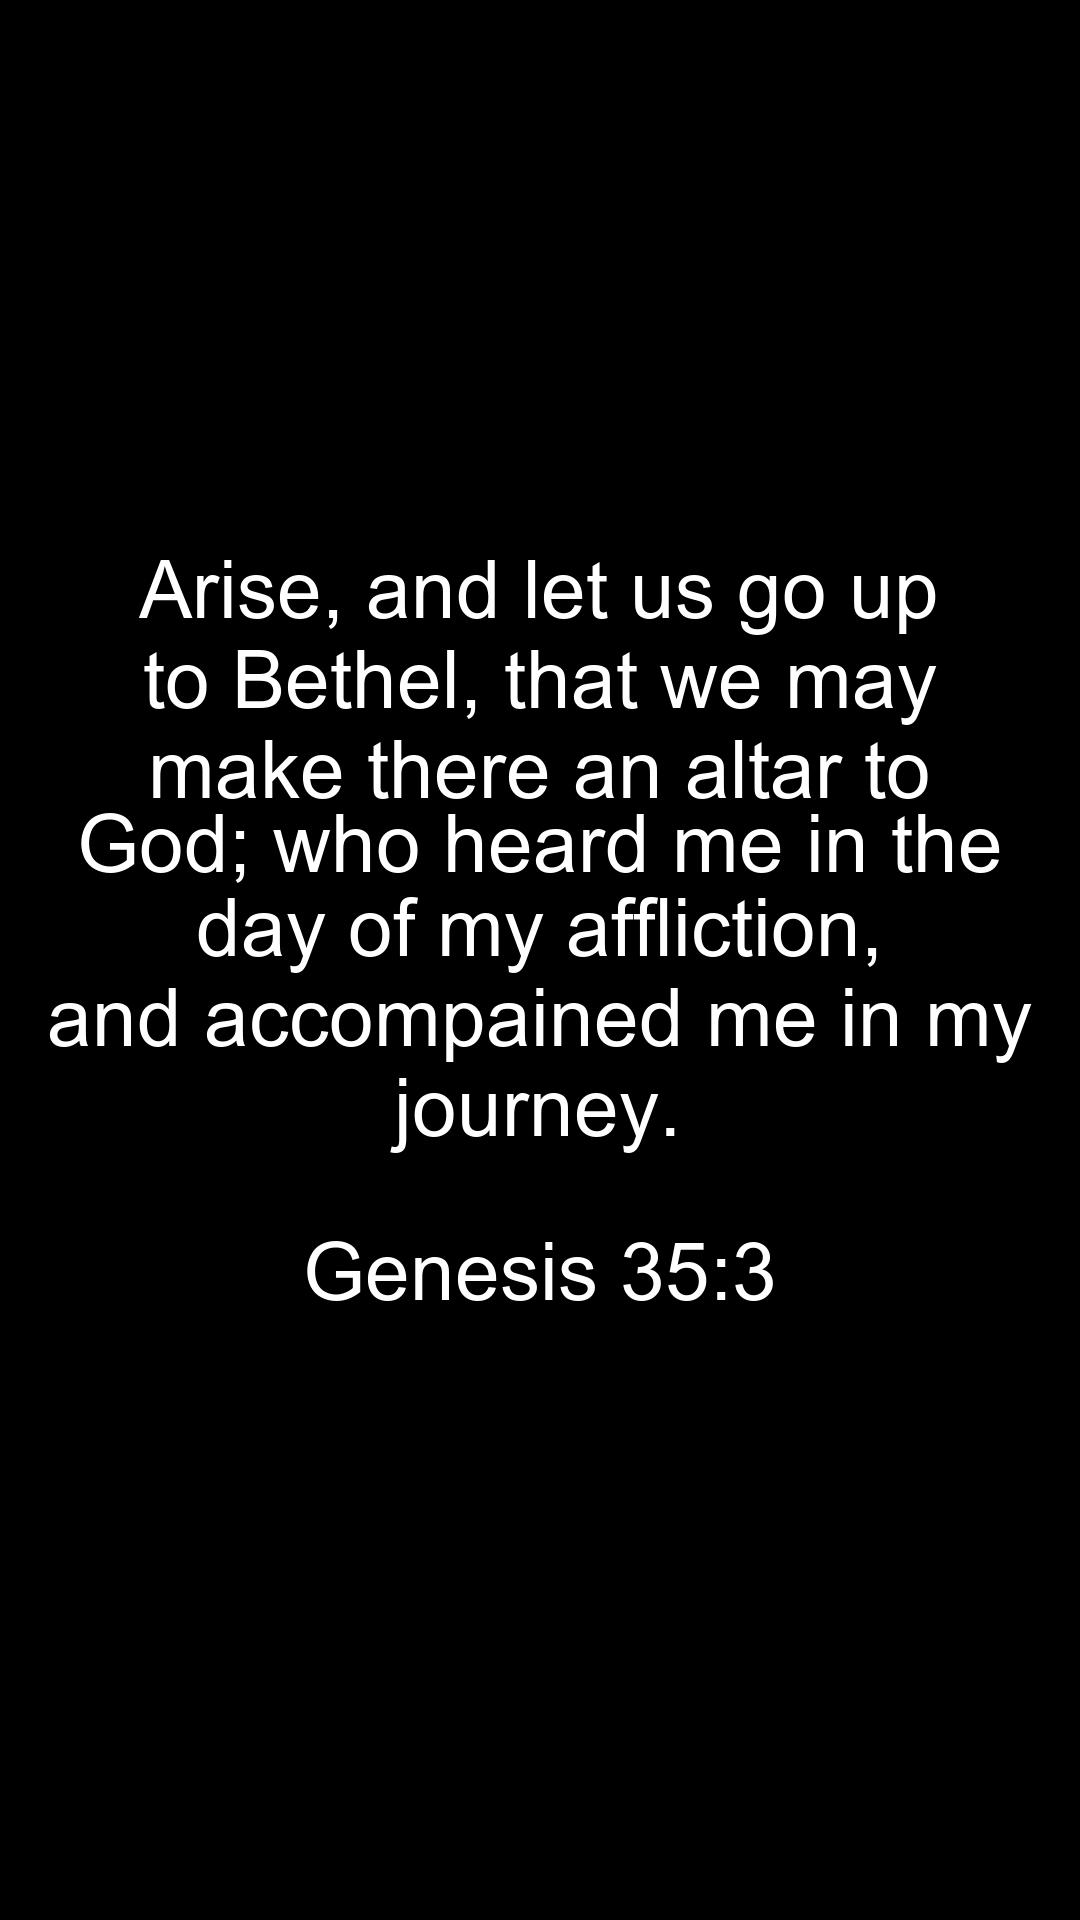 Arise, and let us go up
to Bethel, that we may
make there an altar to
God; who heard me in the
day of my affliction,
and accompained me in my
journey.
Genesis 35:3